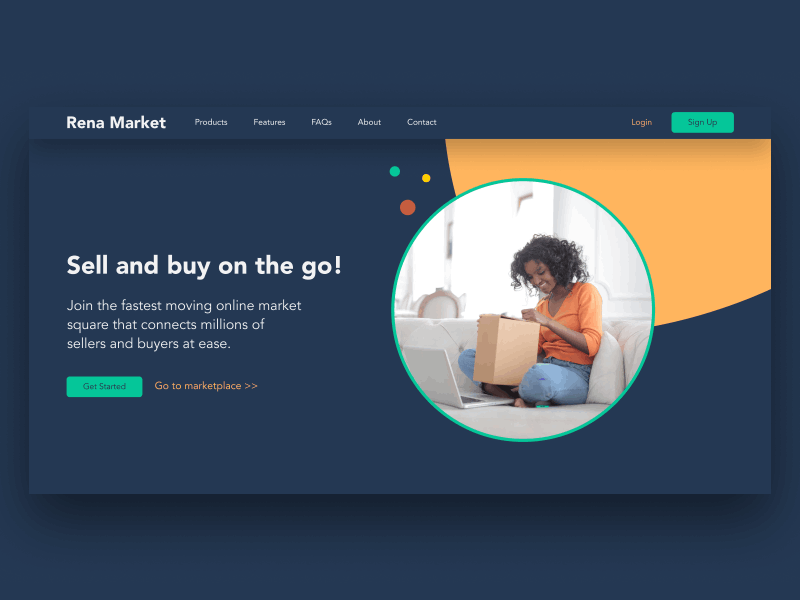 Rena Market
Products
Features
FAQs
About
Contact
Login
Sign Up
Sell and buy on the go!
Join the fastest moving online market
square that connects millions of
sellers and buyers at ease.
Get Started
Go to marketplace >>